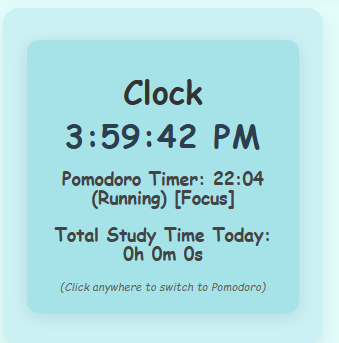 Clock
3:59:42 PM
Pomodoro Timer: 22:04
(Running) [Focus]
Total Study Time Today:
0h 0m 0s
(Click anywhere to switch to Pomodoro)